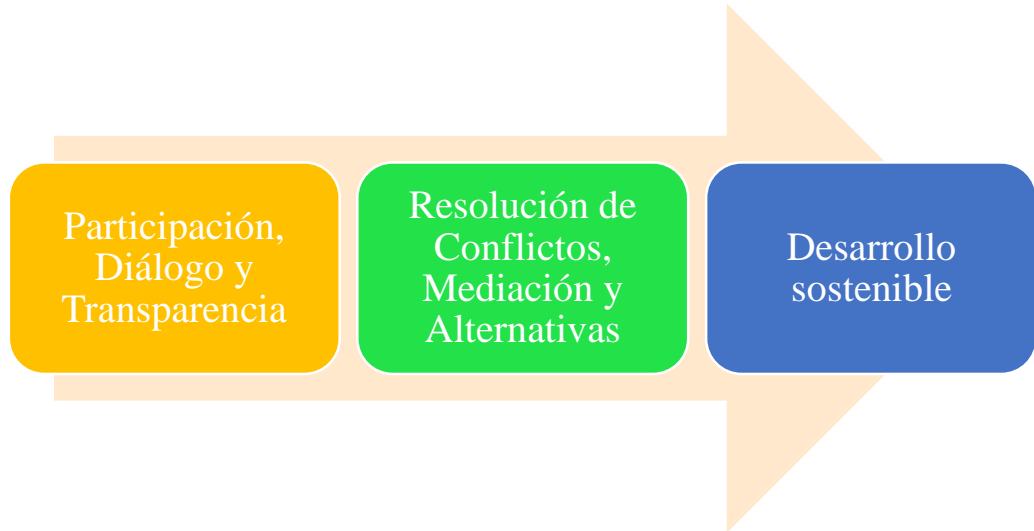 Participación,
Diálogo y
Transparencia
Resolución de
Conflictos,
Mediación y
Alternativas
Desarrollo
sostenible